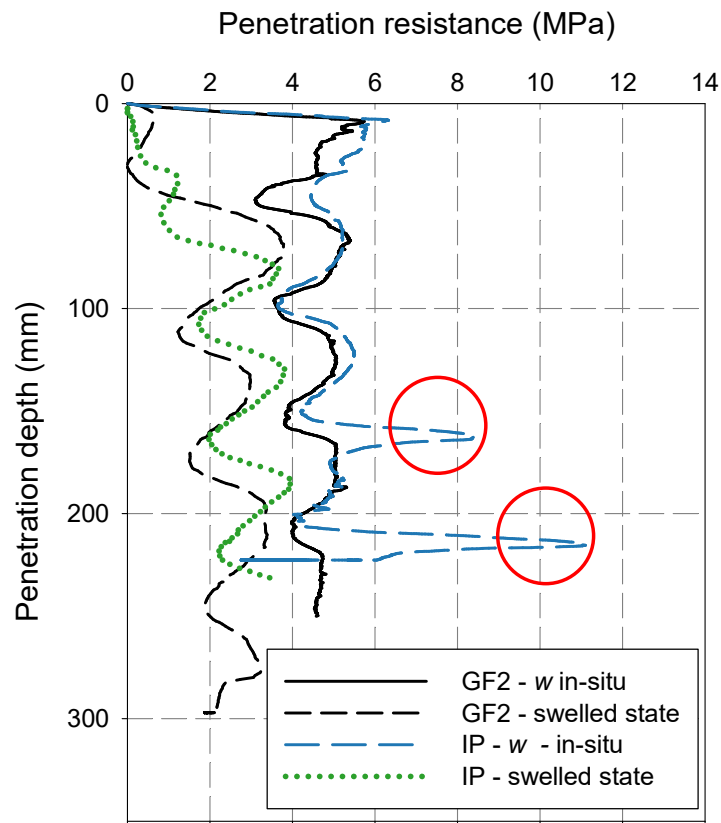 Penetration resistance (MPa)
0 2 4 6 8 10 12 14
0
100
200
300
Penetration depth (mm)
GF2 - w in-situ
GF2 - swelled state
IP - w - in-situ
IP - swelled state